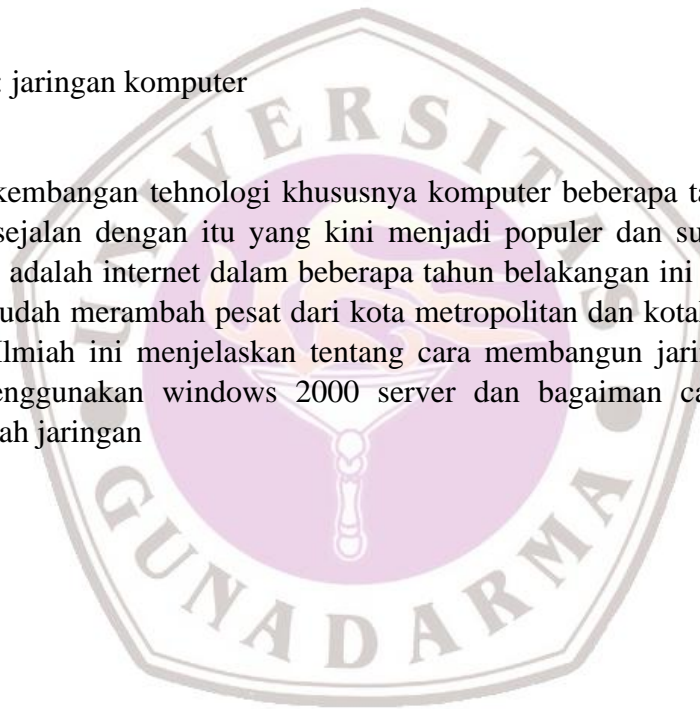 : jaringan komputer
kembangan tehnologi khususnya komputer beberapa ta
sejalan dengan itu yang kini menjadi populer dan su
adalah internet dalam beberapa tahun belakangan ini
udah merambah pesat dari kota metropolitan dan kota
Ilmiah ini menjelaskan tentang cara membangun jari
enggunakan windows 2000 server dan bagaiman ca
ah jaringan
UNIVERSITAS
GUNADARMA